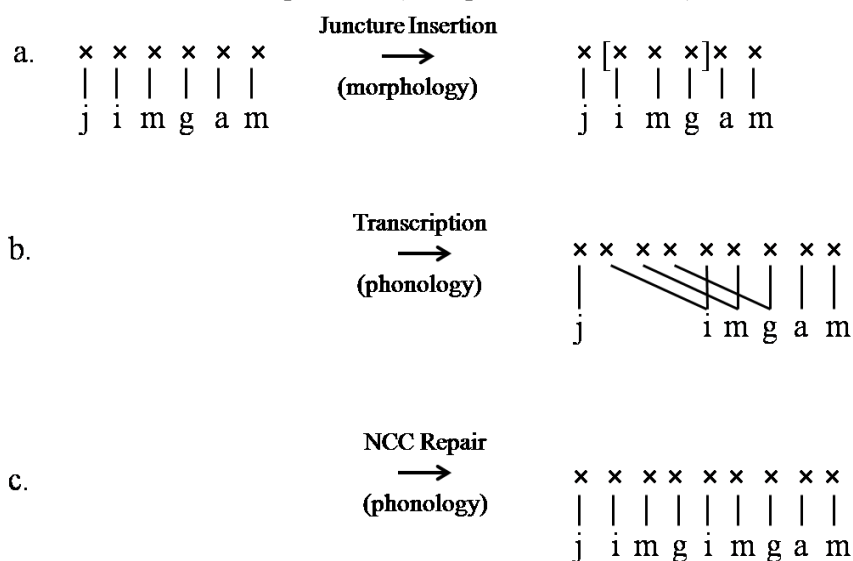 a.
× × × × × ×
j i m g a m
Juncture Insertion
→
(morphology)
× [× × ×] × ×
j i m g a m
b.
Transcription
→
(phonology)
× × × × × × × × ×
j i m g a m
c.
NCC Repair
→
(phonology)
× × × × × × × × ×
j i m g i m g a m